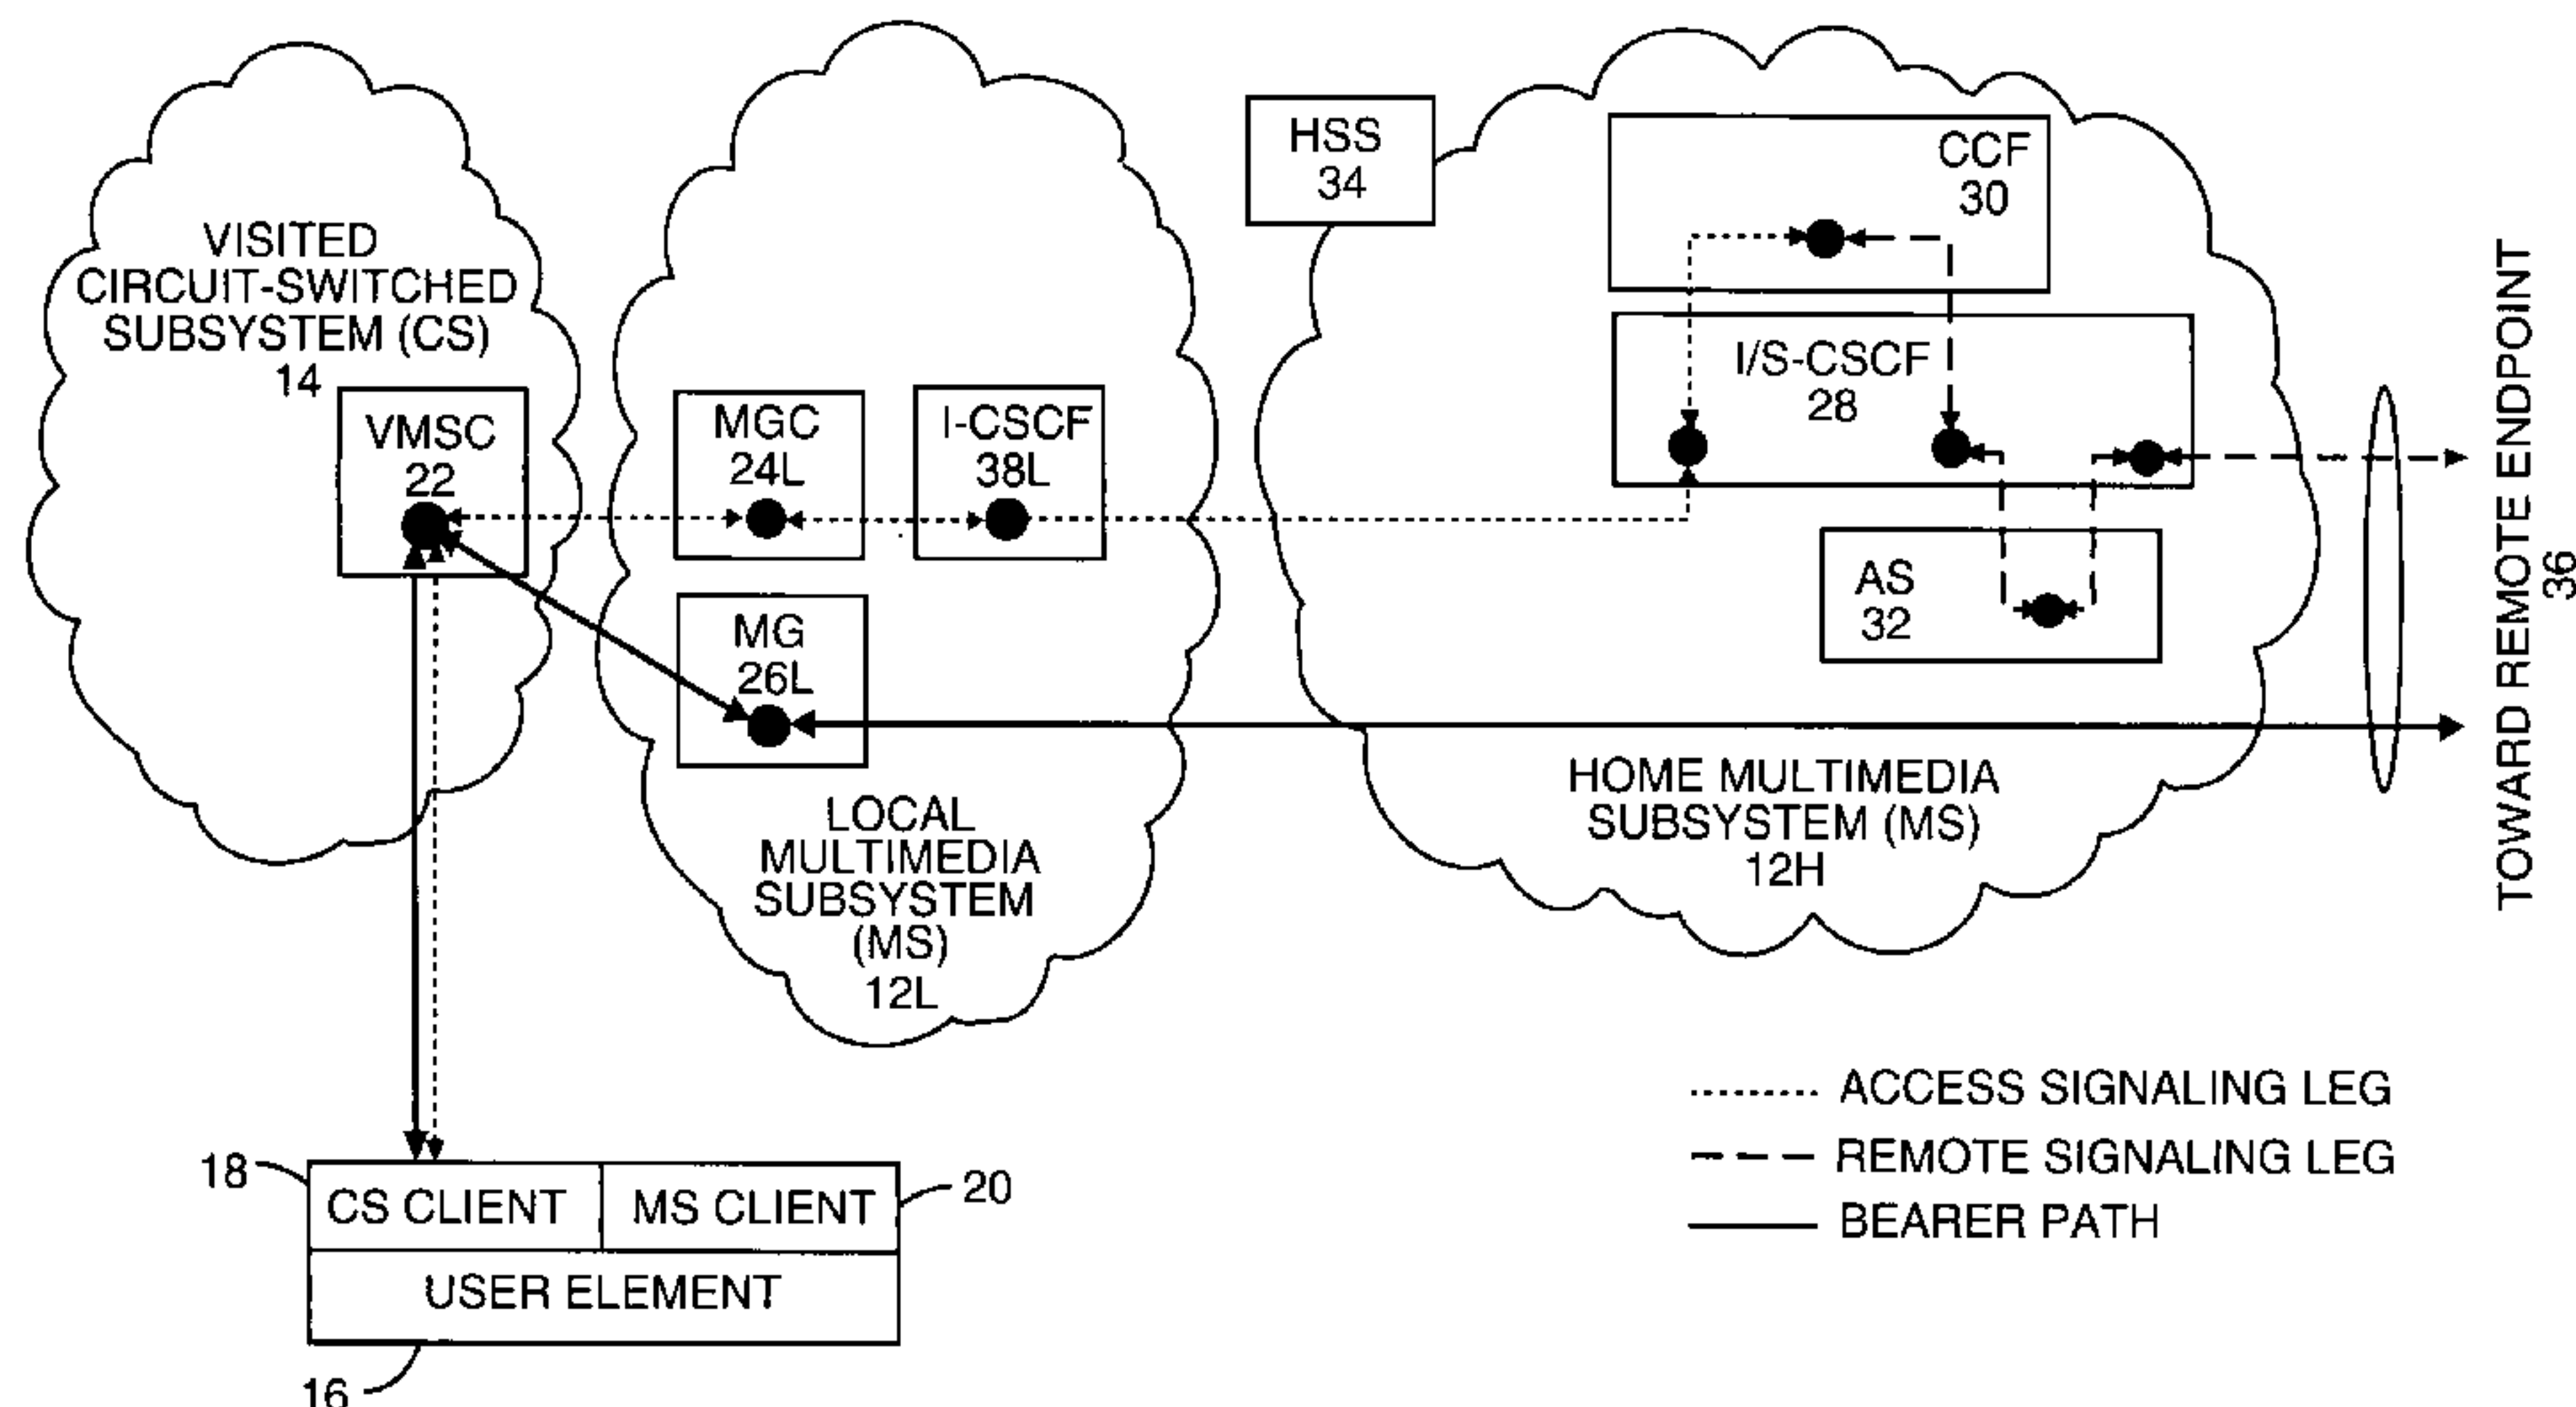 VISITED
CIRCUIT-SWITCHED
SUBSYSTEM (CS)
14
VMSC
22
MGC
24L
I-CSCF
38L
MG
26L
LOCAL
MULTIMEDIA
SUBSYSTEM
(MS)
12L
HSS
34
CCF
30
I/S-CSCF
28
AS
32
HOME MULTIMEDIA
SUBSYSTEM (MS)
12H
TOWARD REMOTE ENDPOINT
36
18
CS CLIENT
MS CLIENT
20
USER ELEMENT
16
ACCESS SIGNALING LEG
REMOTE SIGNALING LEG
BEARER PATH